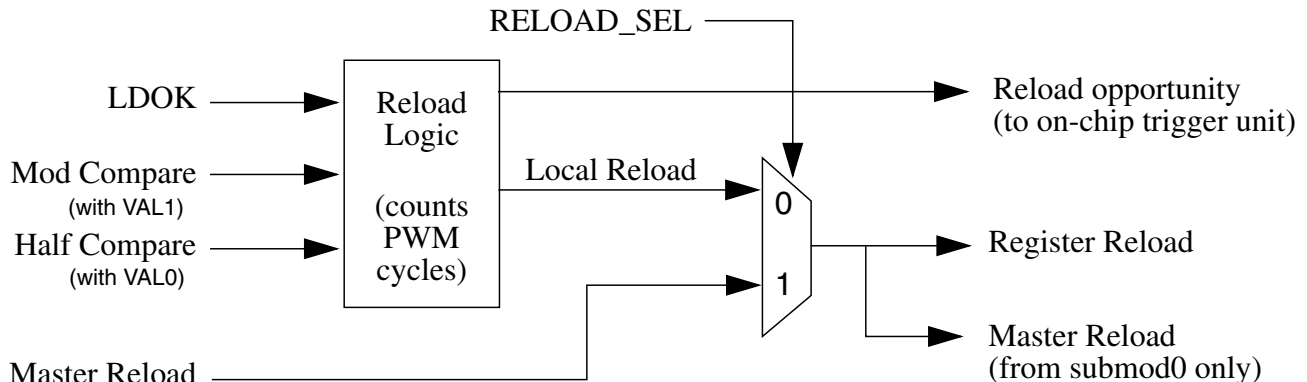 RELOAD_SEL
LDOK
Reload
Logic
Reload opportunity
(to on-chip trigger unit)
Mod Compare
(with VAL1)
Local Reload
0
(counts
PWM
cycles)
Half Compare
(with VAL0)
Register Reload
1
Master Reload
(from submod0 only)
Master Reload